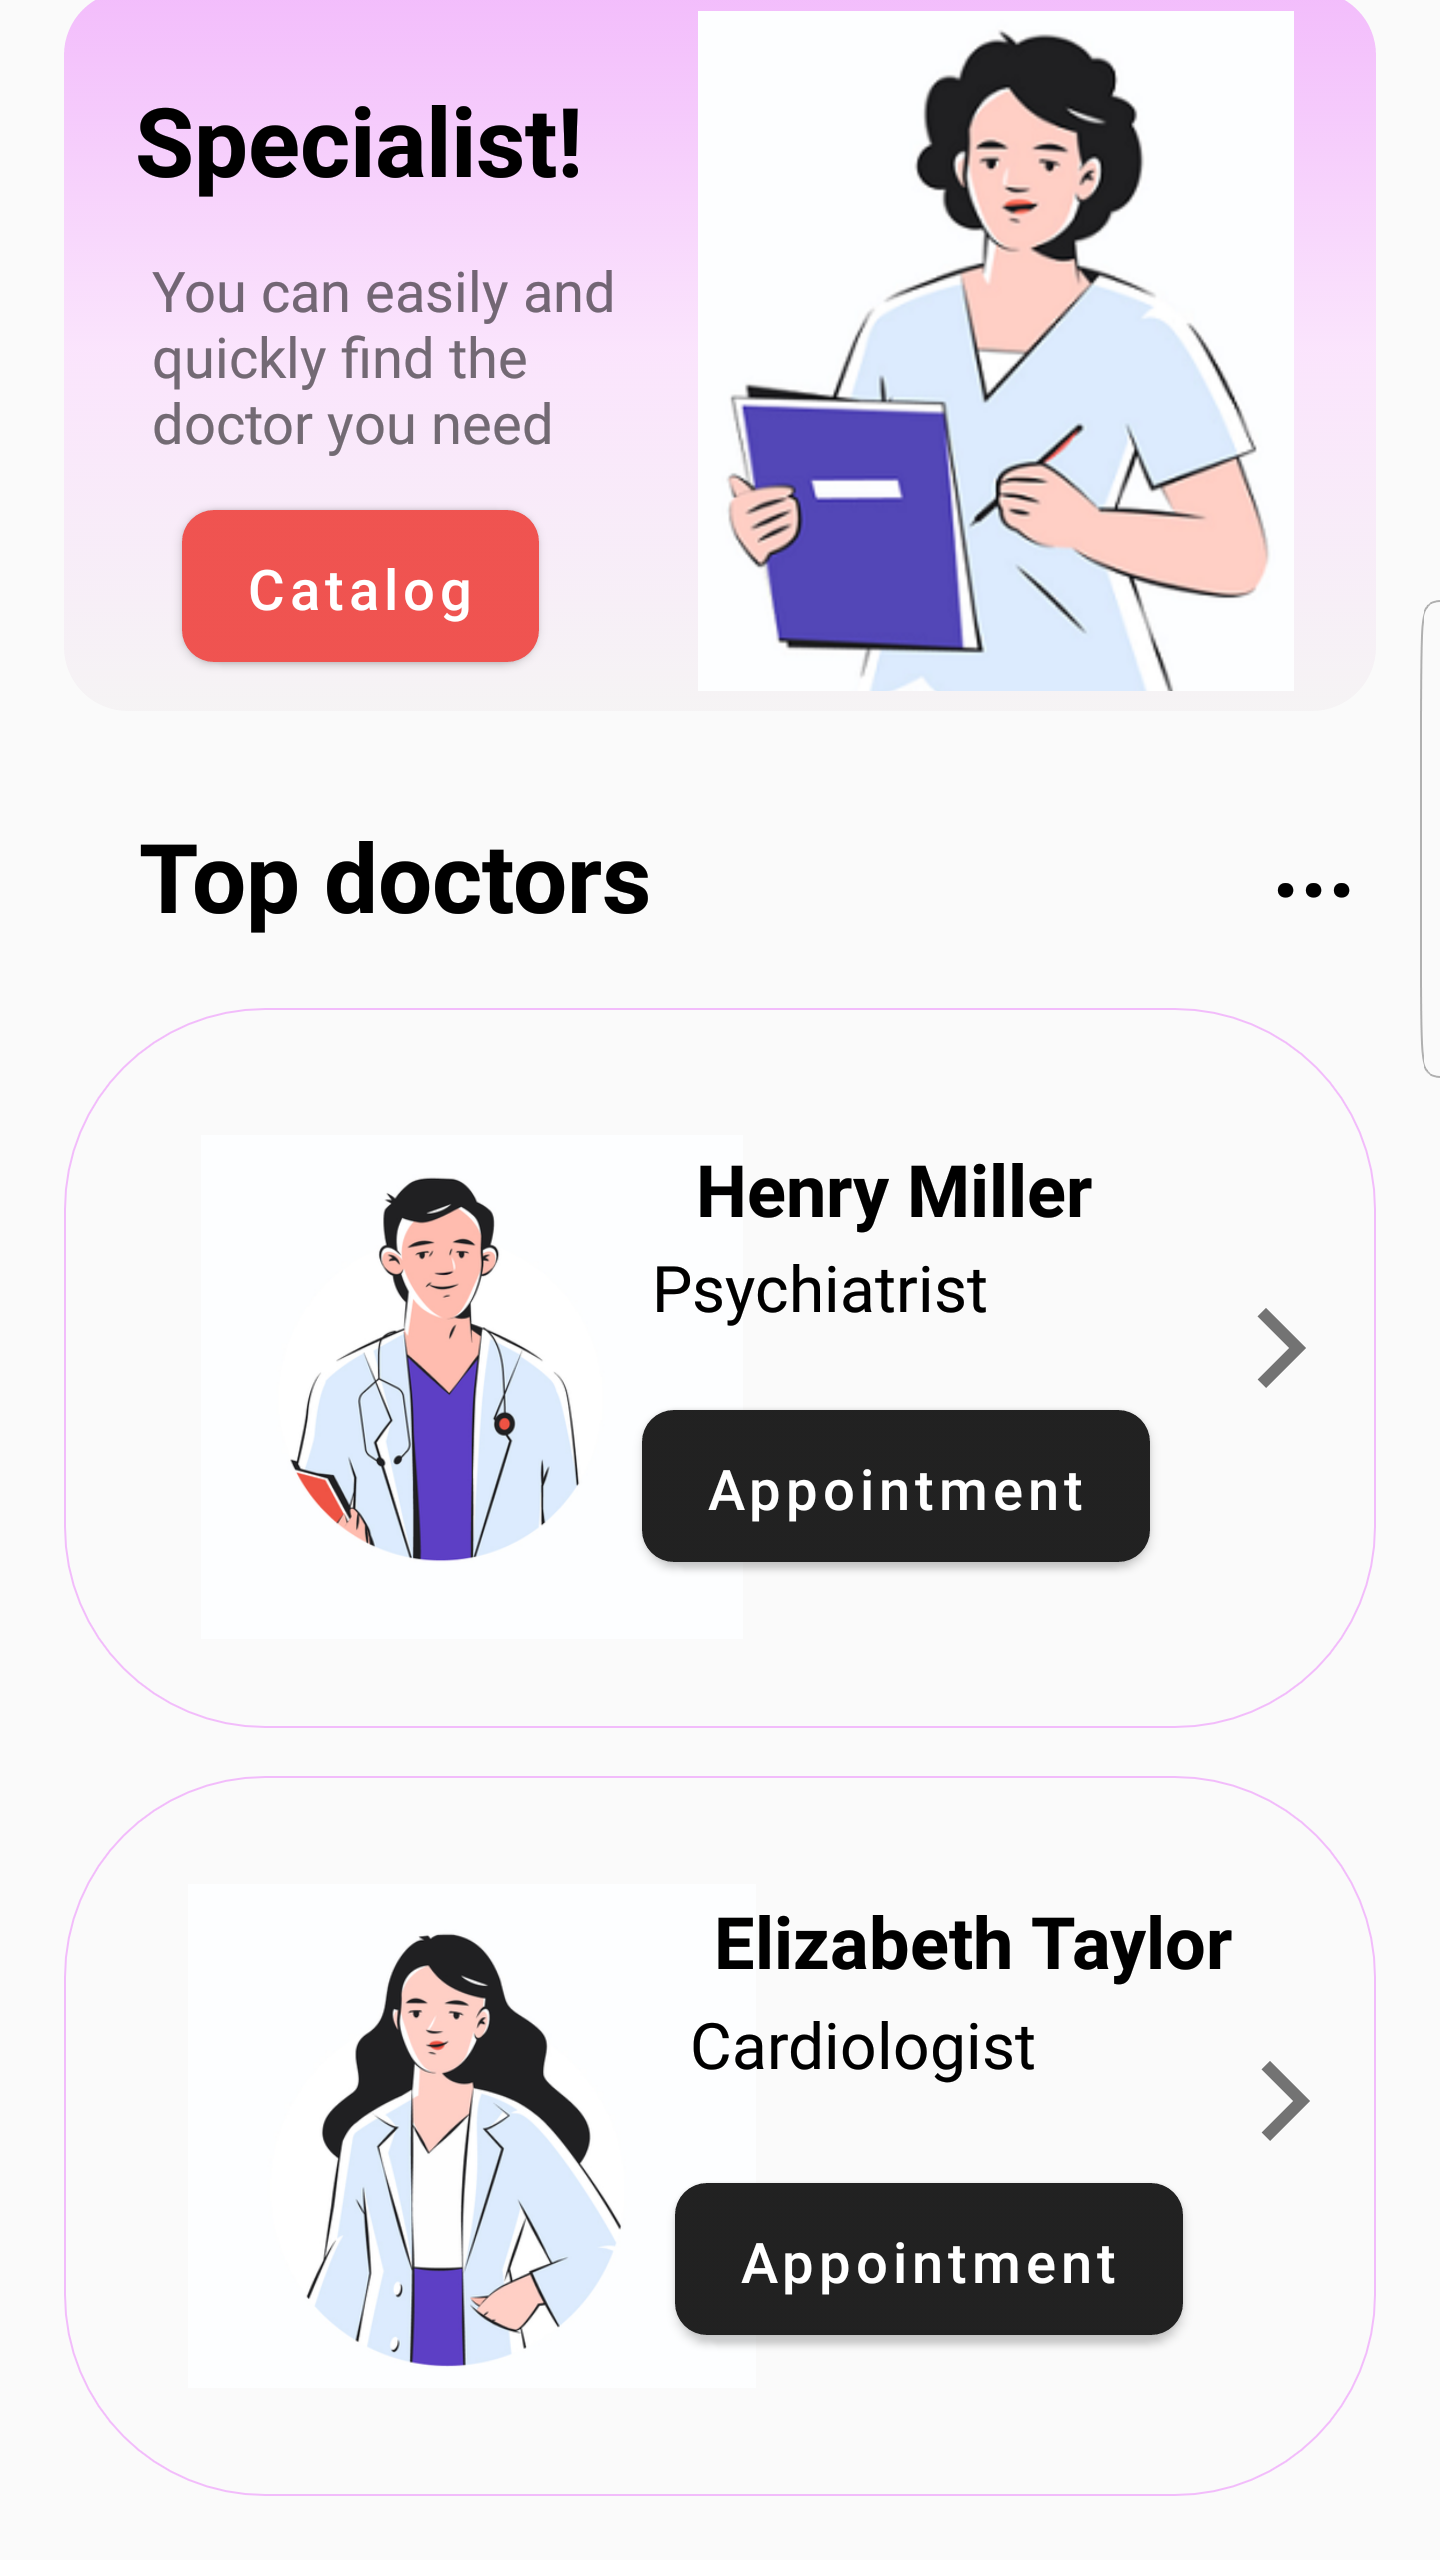 Specialist!
You can easily and
quickly find the
doctor you need
Catalog
Top doctors
Henry Miller
Psychiatrist
Appointment
Elizabeth Taylor
Cardiologist
Appointment